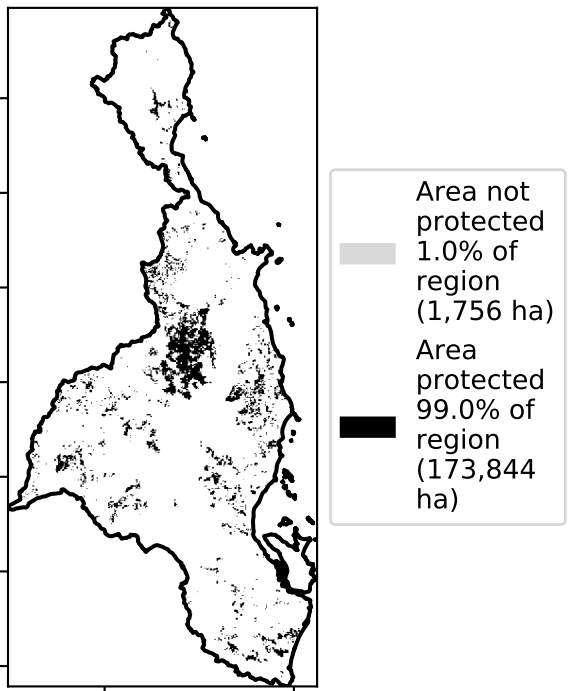 Area not
protected
1.0% of
region
(1,756 ha)
Area
protected
99.0% of
region
(173,844
ha)